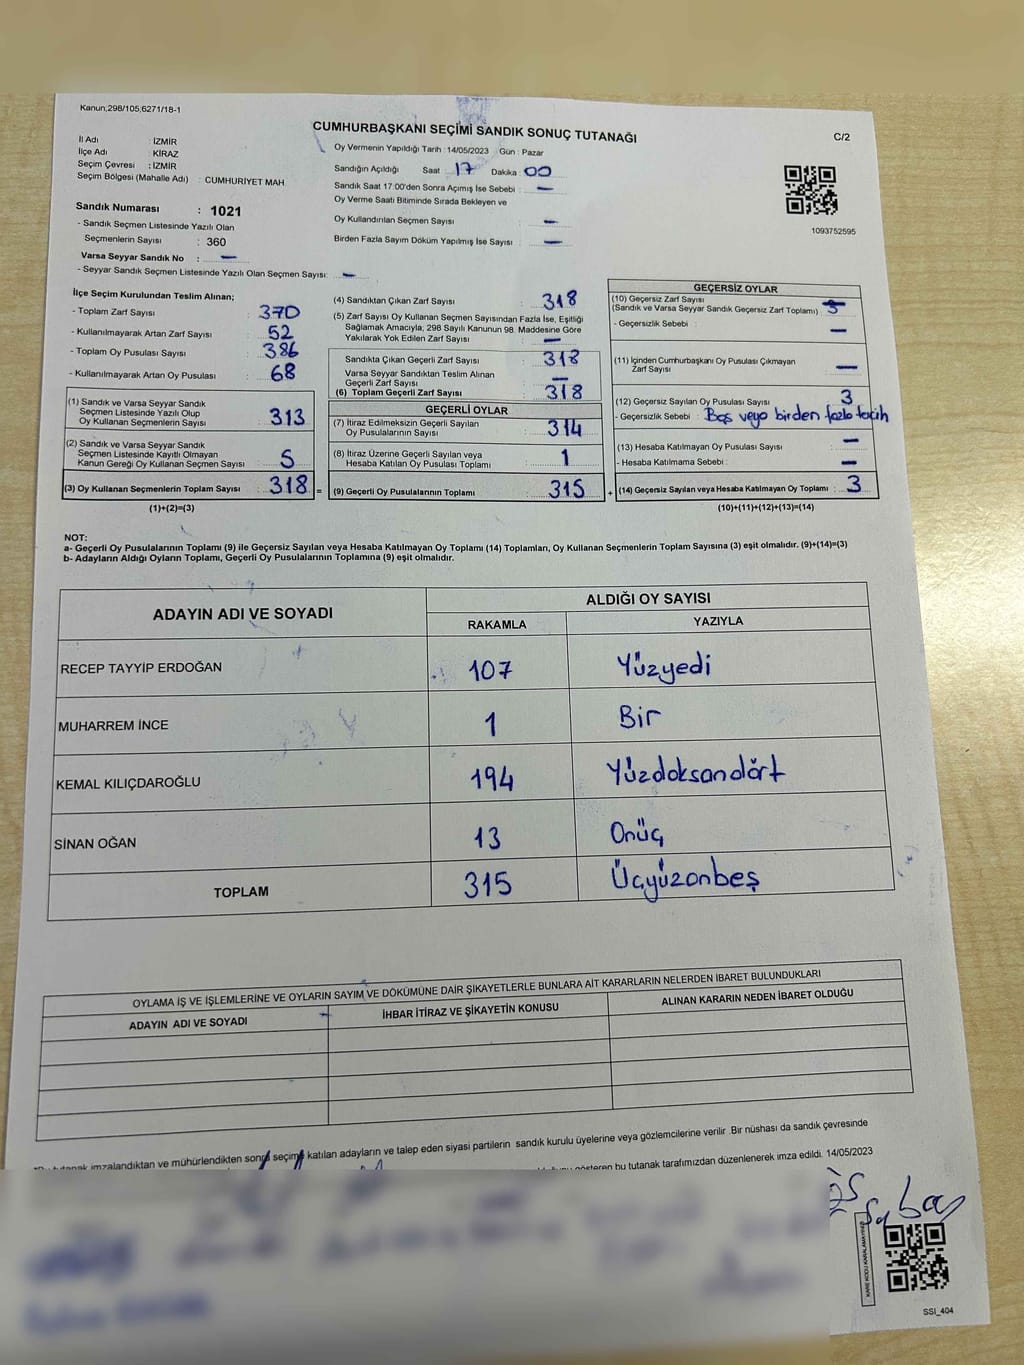 Kanun,298/105,6271/18-1
CUMHURBAŞKANI SEÇİMİ SANDIK SONUÇ TUTANAĞI
C/2
İl Adı : İZMİR
İlçe Adı : KİRAZ
Seçim Çevresi : İZMİR
Seçim Bölgesi (Mahalle Adı) : CUMHURİYET MAH.
Sandık Numarası : 1021
- Sandık Seçmen Listesinde Yazılı Olan
Seçmenlerin Sayısı : 360
Varsa Seyyar Sandık No : —
- Seyyar Sandık Seçmen Listesinde Yazılı Olan Seçmen Sayısı: —
Oy Vermenin Yapıldığı Tarih : 14/05/2023 Gün : Pazar
Sandığın Açıldığı Saat 17 Dakika 00
Sandık Saat 17:00'den Sonra Açımış İse Sebebi : —
Oy Verme Saati Bitiminde Sırada Bekleyen ve
Oy Kullandırılan Seçmen Sayısı : —
Birden Fazla Sayım Döküm Yapılmış İse Sayısı : —
1093752595
İlçe Seçim Kurulundan Teslim Alınan;
- Toplam Zarf Sayısı : 370
- Kullanılmayarak Artan Zarf Sayısı : 52
- Toplam Oy Pusulası Sayısı : 386
- Kullanılmayarak Artan Oy Pusulası : 68
(1) Sandık ve Varsa Seyyar Sandık
Seçmen Listesinde Yazılı Olup
Oy Kullanan Seçmenlerin Sayısı : 313
(2) Sandık ve Varsa Seyyar Sandık
Seçmen Listesinde Kayıtlı Olmayan
Kanun Gereği Oy Kullanan Seçmen Sayısı : 5
(3) Oy Kullanan Seçmenlerin Toplam Sayısı : 318 =
(1)+(2)=(3)
(4) Sandıktan Çıkan Zarf Sayısı : 318
(5) Zarf Sayısı Oy Kullanan Seçmen Sayısından Fazla İse, Eşitliği
Sağlamak Amacıyla, 298 Sayılı Kanunun 98. Maddesine Göre
Yakılarak Yok Edilen Zarf Sayısı : —
Sandıkta Çıkan Geçerli Zarf Sayısı : 318
Varsa Seyyar Sandıktan Teslim Alınan
Geçerli Zarf Sayısı : —
(6) Toplam Geçerli Zarf Sayısı : 318
GEÇERLİ OYLAR
(7) İtiraz Edilmeksizin Geçerli Sayılan
Oy Pusulalarının Sayısı : 314
(8) İtiraz Üzerine Geçerli Sayılan veya
Hesaba Katılan Oy Pusulası Toplamı : 1
(9) Geçerli Oy Pusulalarının Toplamı : 315 +
GEÇERSİZ OYLAR
(10) Geçersiz Zarf Sayısı
(Sandık ve Varsa Seyyar Sandık Geçersiz Zarf Toplamı) :
- Geçersizlik Sebebi : —
(11) İçinden Cumhurbaşkanı Oy Pusulası Çıkmayan
Zarf Sayısı : —
(12) Geçersiz Sayılan Oy Pusulası Sayısı : 3
- Geçersizlik Sebebi : Boş veya birden fazla tercih
(13) Hesaba Katılmayan Oy Pusulası Sayısı : —
- Hesaba Katılmama Sebebi : —
(14) Geçersiz Sayılan veya Hesaba Katılmayan Oy Toplamı : 3
(10)+(11)+(12)+(13)=(14)
NOT:
a- Geçerli Oy Pusulalarının Toplamı (9) ile Geçersiz Sayılan veya Hesaba Katılmayan Oy Toplamı (14) Toplamları, Oy Kullanan Seçmenlerin Toplam Sayısına (3) eşit olmalıdır. (9)+(14)=(3)
b- Adayların Aldığı Oyların Toplamı, Geçerli Oy Pusulalarının Toplamına (9) eşit olmalıdır.
ADAYIN ADI VE SOYADI
ALDIĞI OY SAYISI
RAKAMLA YAZIYLA
RECEP TAYYİP ERDOĞAN 107 Yüzyedi
MUHARREM İNCE 1 Bir
KEMAL KILIÇDAROĞLU 194 Yüzdoksandört
SİNAN OĞAN 13 Onüç
TOPLAM 315 Üçyüzonbeş
OYLAMA İŞ VE İŞLEMLERİNE VE OYLARIN SAYIM VE DÖKÜMÜNE DAİR ŞİKAYETLERLE BUNLARA AİT KARARLARIN NELERDEN İBARET BULUNDUKLARI
ADAYIN ADI VE SOYADI İHBAR İTİRAZ VE ŞİKAYETİN KONUSU ALINAN KARARIN NEDEN İBARET OLDUĞU
tutanak imzalandıktan ve mühürlendikten sonra seçime katılan adayların ve talep eden siyasi partilerin sandık kurulu üyelerine veya gözlemcilerine verilir. Bir nüshası da sandık çevresinde
gösteren bu tutanak tarafımızdan düzenlenerek imza edildi. 14/05/2023
KARE KODU KARALAMAYINIZ
SSI_404